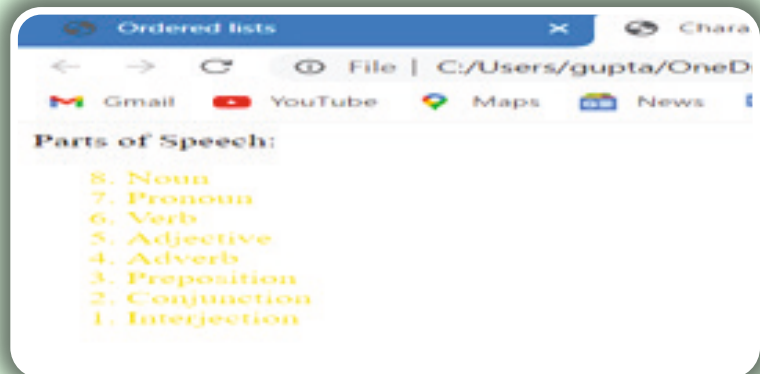 Ordered lists × Chara
File | C:/Users/gupta/OneD
Gmail YouTube Maps News
Parts of Speech:
8. Noun
7. Pronoun
6. Verb
5. Adjective
4. Adverb
3. Preposition
2. Conjunction
1. Interjection